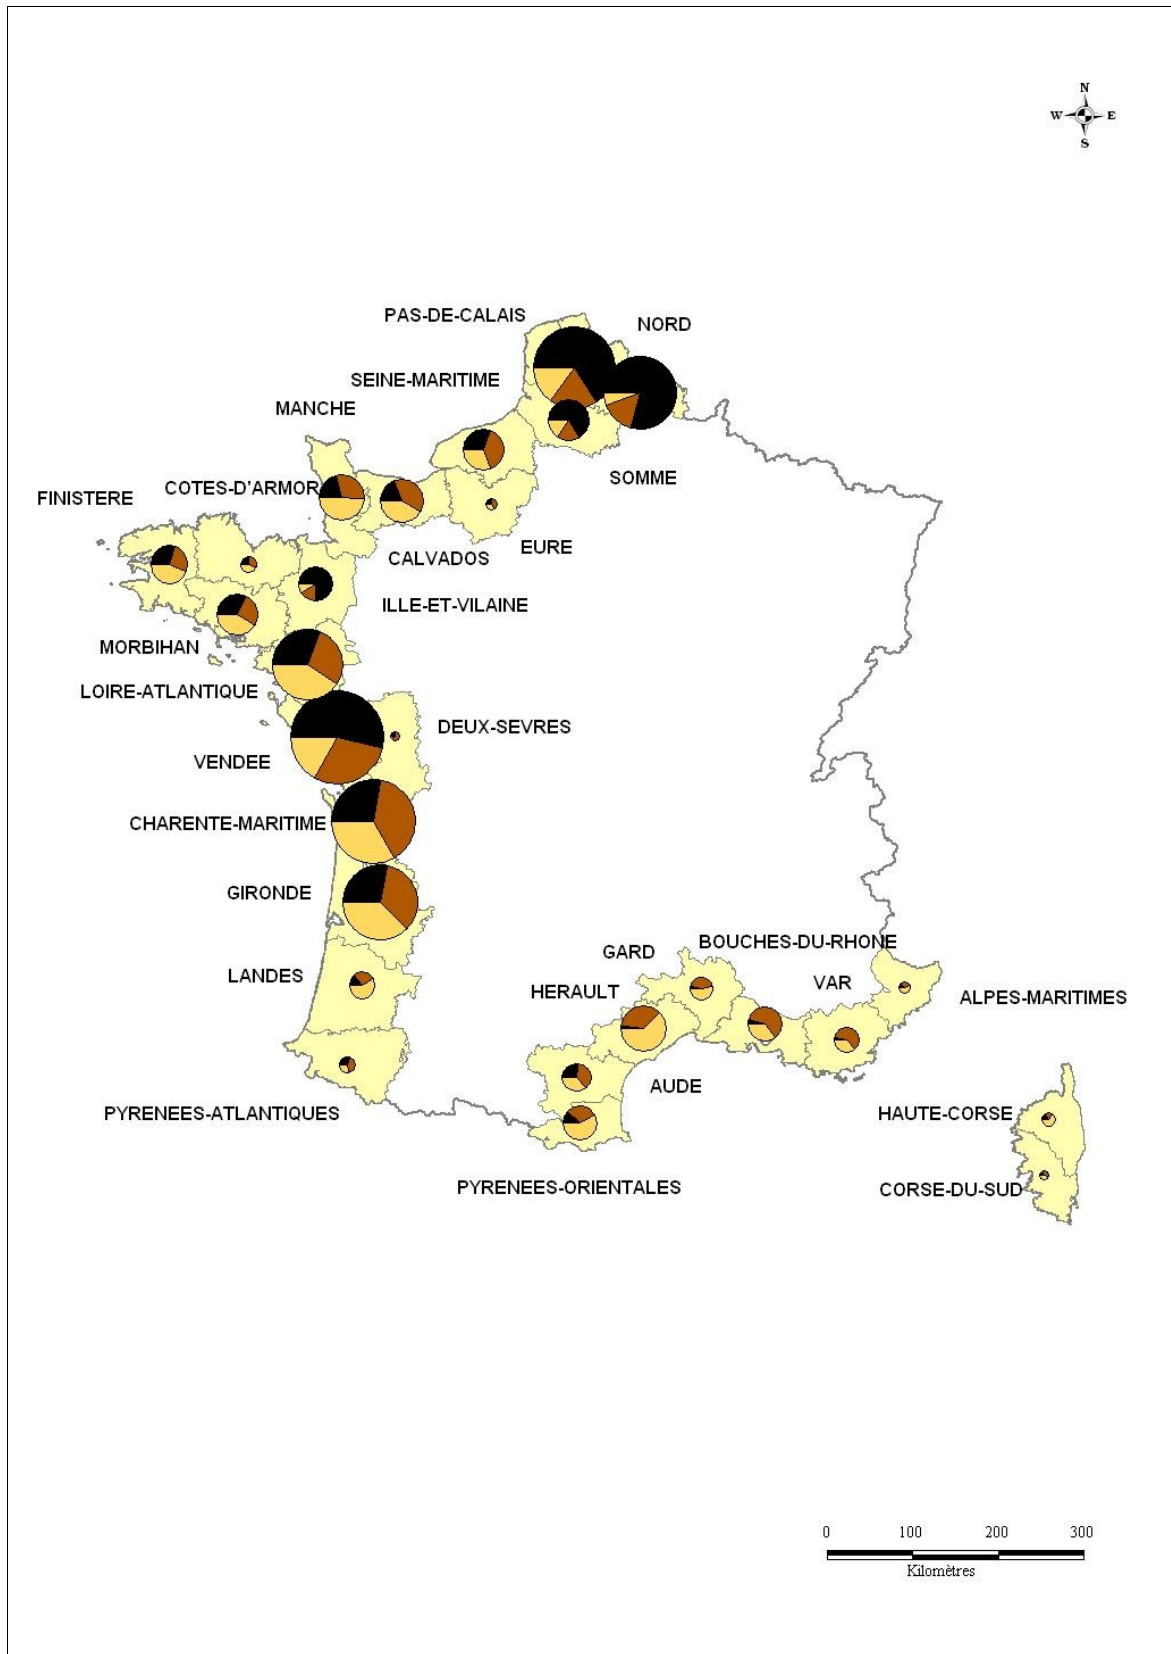 N
W E
S
PAS-DE-CALAIS
NORD
SEINE-MARITIME
MANCHE
SOMME
COTES-D'ARMOR
FINISTERE
EURE
CALVADOS
ILLE-ET-VILAINE
MORBIHAN
LOIRE-ATLANTIQUE
DEUX-SEVRES
VENDEE
CHARENTE-MARITIME
GIRONDE
BOUCHES-DU-RHONE
GARD
LANDES
VAR
HERAULT
ALPES-MARITIMES
AUDE
PYRENEES-ATLANTIQUES
HAUTE-CORSE
PYRENEES-ORIENTALES
CORSE-DU-SUD
0 100 200 300
Kilomètres